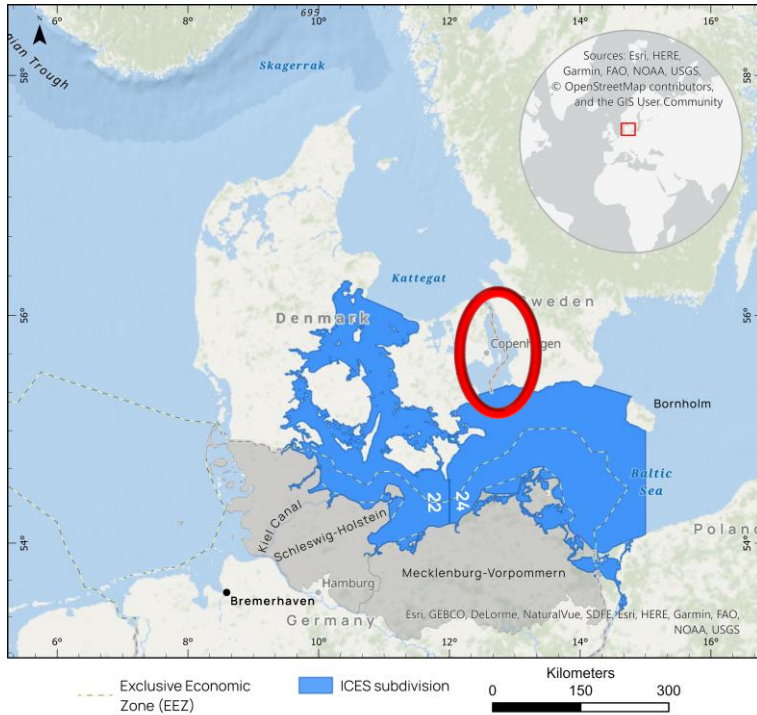 6°
8°
10°
12°
14°
16°
695
gian Trough
Skagerrak
Sources: Esri, HERE,
Garmin, FAO, NOAA, USGS,
© OpenStreetMap contributors,
and the GIS User Community
58°
58°
Kattegat
Sweden
Denmark
56°
56°
Copenhagen
Bornholm
Baltic
Sea
22
24
Kiel Canal
Schleswig-Holstein
Poland
54°
54°
Mecklenburg-Vorpommern
Hamburg
Bremerhaven
Germany
Esri, GEBCO, DeLorme, NaturalVue, SDFE, Esri, HERE, Garmin, FAO,
NOAA, USGS
6°
8°
10°
12°
14°
16°
Exclusive Economic
Zone (EEZ)
ICES subdivision
Kilometers
0
150
300